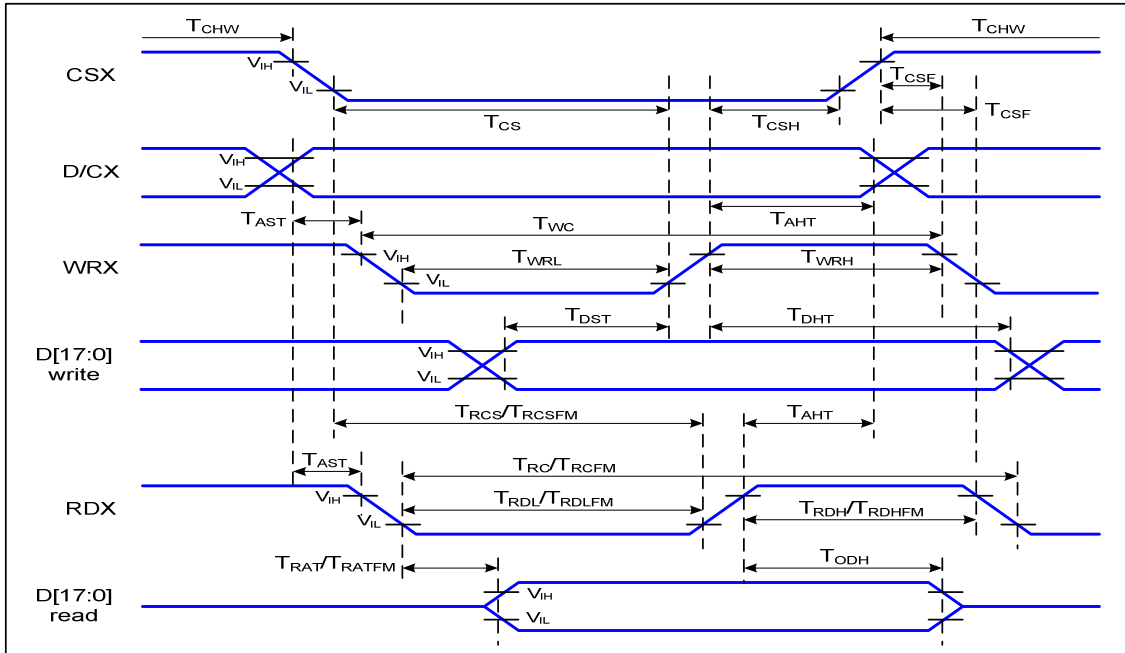 TCHW TCHW
CSX VIH VIL TCSF
TCS TCSH TCSF
D/CX VIH VIL
TAST TWC TAHT
WRX VIH VIL TWRL TWRH
TDST TDHT
D[17:0] VIH
write VIL
TRCS/TRCSFM TAHT
TAST TRC/TRCFM
RDX VIH VIL TRDL/TRDLFM TRDH/TRDHFM
TRAT/TRATFM TODH
D[17:0] VIH
read VIL